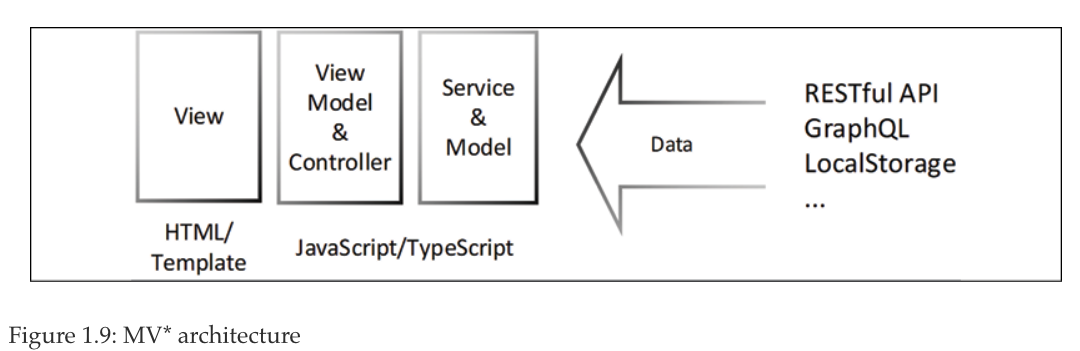 View
View
Model
&
Controller
Service
&
Model
Data
RESTful API
GraphQL
LocalStorage
...
HTML/
Template
JavaScript/TypeScript
Figure 1.9: MV* architecture